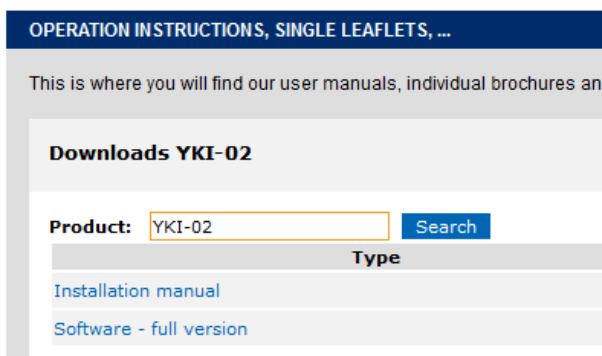 OPERATION INSTRUCTIONS, SINGLE LEAFLETS, ...
This is where you will find our user manuals, individual brochures an
Downloads YKI-02
Product: YKI-02 Search
Type
Installation manual
Software - full version